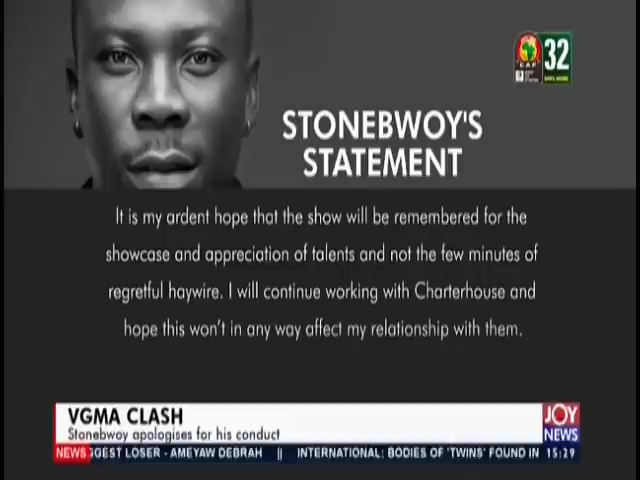 CAF
32
STONEBWOY'S
STATEMENT
It is my ardent hope that the show will be remembered for the
showcase and appreciation of talents and not the few minutes of
regretful haywire. I will continue working with Charterhouse and
hope this won't in any way affect my relationship with them.
VGMA CLASH
Stonebwoy apologises for his conduct
JOY
NEWS
NEWS GGEST LOSER - AMEYAW DEBRAH || INTERNATIONAL: BODIES OF 'TWINS' FOUND IN 15:29